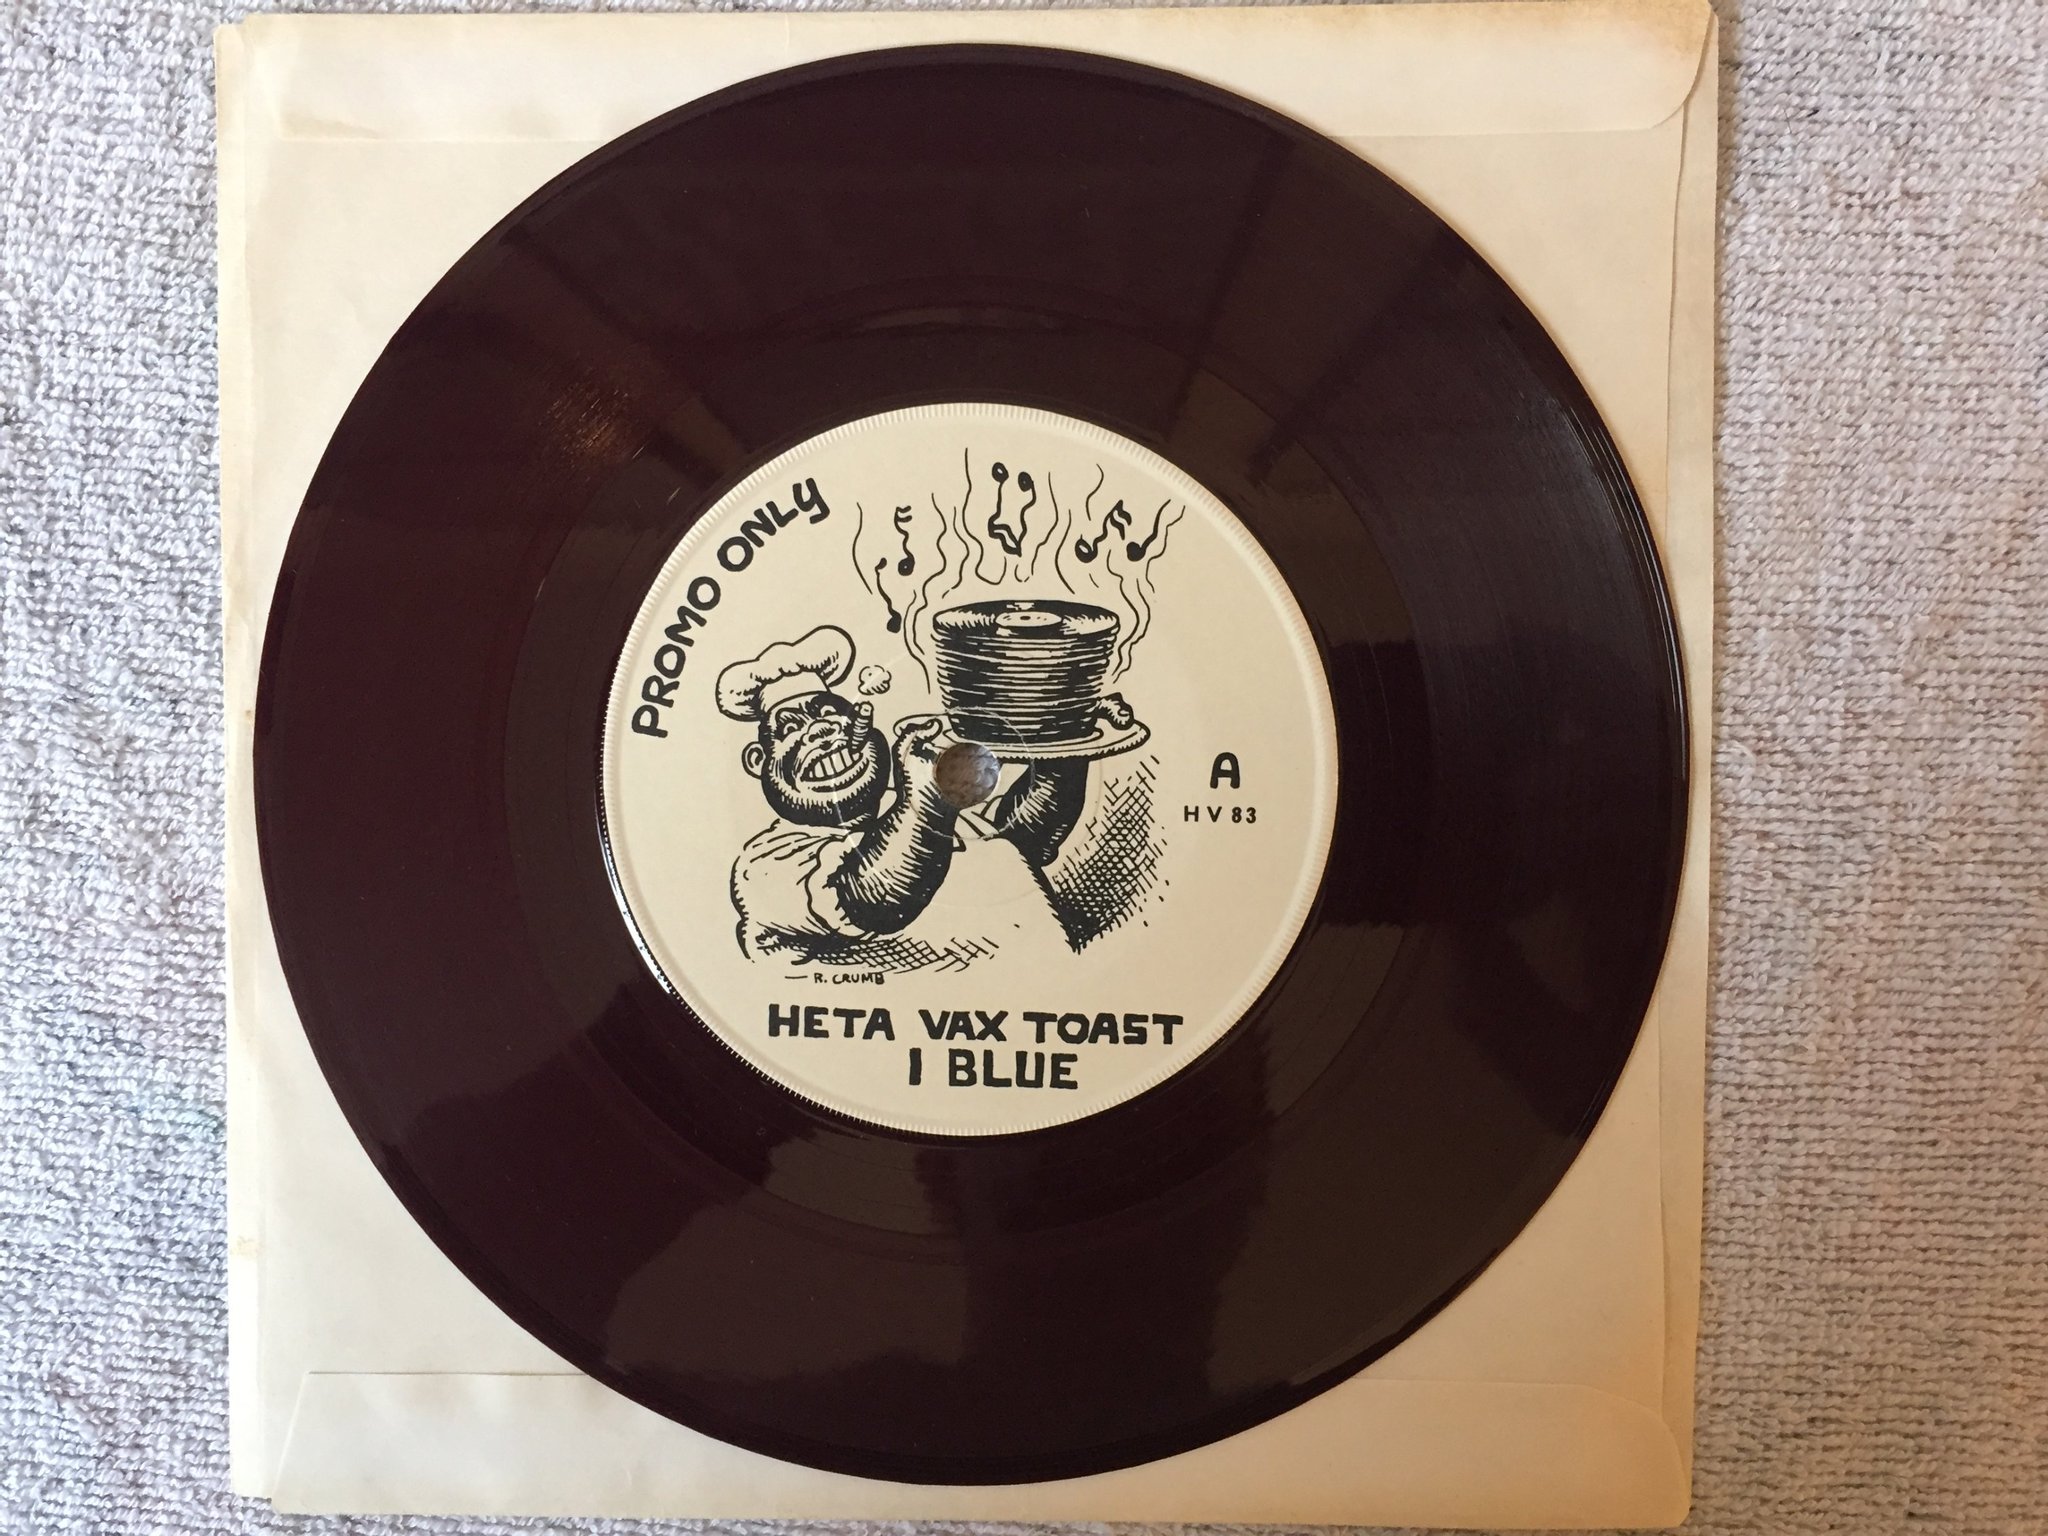 PROMO ONLY
A
HV 83
R. CRUMB
HETA VAX TOAST
I BLUE